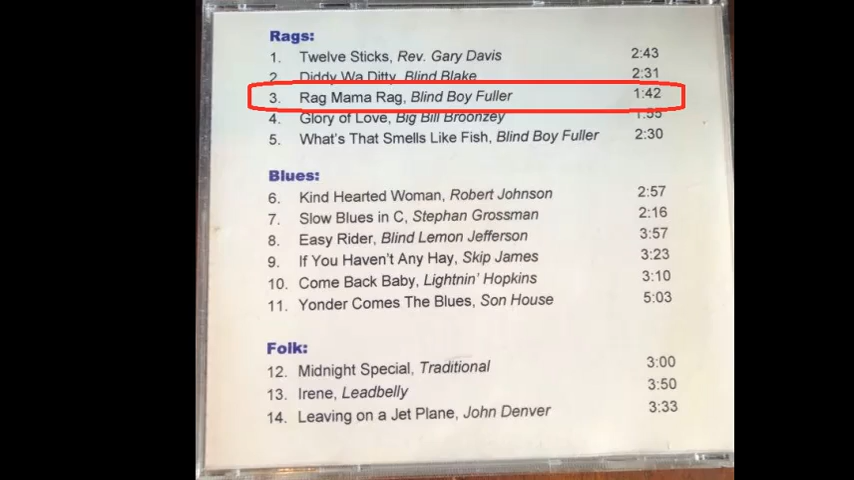 Rags:
1. Twelve Sticks, Rev. Gary Davis 2:43
2. Diddy Wa Ditty, Blind Blake 2:31
3. Rag Mama Rag, Blind Boy Fuller 1:42
4. Glory of Love, Big Bill Broonzey 1:55
5. What's That Smells Like Fish, Blind Boy Fuller 2:30
Blues:
6. Kind Hearted Woman, Robert Johnson 2:57
7. Slow Blues in C, Stephan Grossman 2:16
8. Easy Rider, Blind Lemon Jefferson 3:57
9. If You Haven't Any Hay, Skip James 3:23
10. Come Back Baby, Lightnin' Hopkins 3:10
11. Yonder Comes The Blues, Son House 5:03
Folk:
12. Midnight Special, Traditional 3:00
13. Irene, Leadbelly 3:50
14. Leaving on a Jet Plane, John Denver 3:33